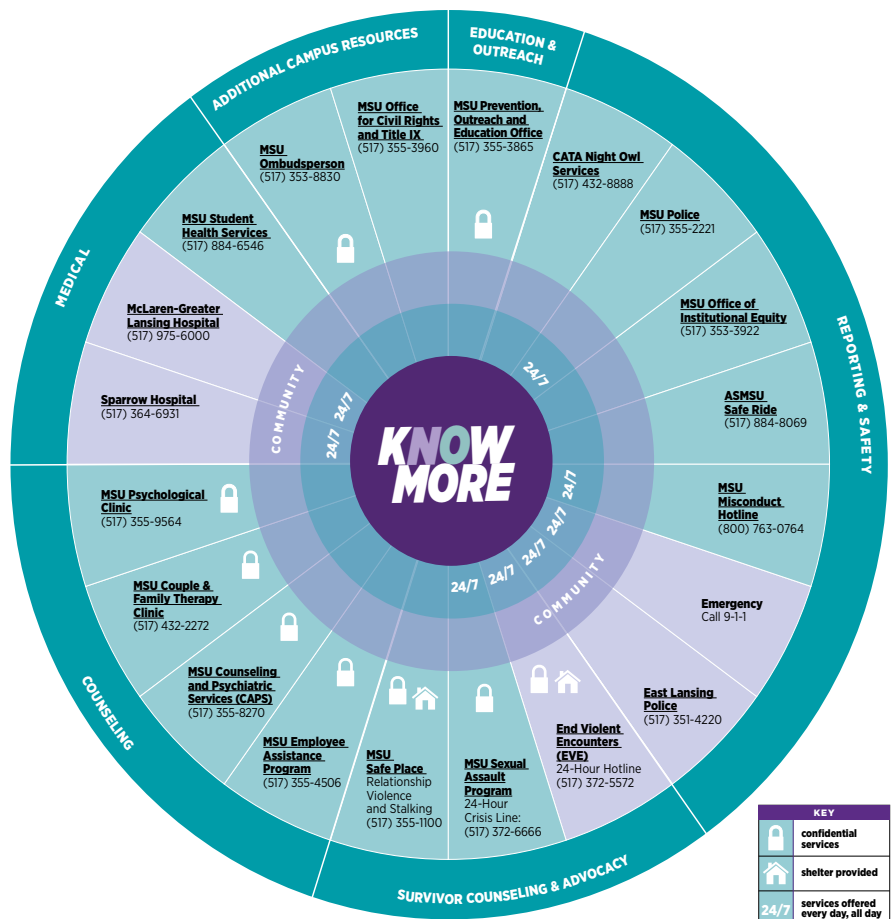 ADDITIONAL CAMPUS RESOURCES
EDUCATION &
OUTREACH
REPORTING & SAFETY
SURVIVOR COUNSELING & ADVOCACY
COUNSELING
MEDICAL
MSU
Ombudsperson
(517) 353-8830
MSU Office
for Civil Rights
and Title IX
(517) 355-3960
MSU Prevention,
Outreach and
Education Office
(517) 355-3865
CATA Night Owl
Services
(517) 432-8888
MSU Police
(517) 355-2221
MSU Office of
Institutional Equity
(517) 353-3922
ASMSU
Safe Ride
(517) 884-8069
MSU
Misconduct
Hotline
(800) 763-0764
Emergency
Call 9-1-1
East Lansing
Police
(517) 351-4220
End Violent
Encounters
(EVE)
24-Hour Hotline
(517) 372-5572
MSU Sexual
Assault
Program
24-Hour
Crisis Line:
(517) 372-6666
MSU
Safe Place
Relationship
Violence
and Stalking
(517) 355-1100
MSU Employee
Assistance
Program
(517) 355-4506
MSU Counseling
and Psychiatric
Services (CAPS)
(517) 355-8270
MSU Couple &
Family Therapy
Clinic
(517) 432-2272
MSU Psychological
Clinic
(517) 355-9564
Sparrow Hospital
(517) 364-6931
McLaren-Greater
Lansing Hospital
(517) 975-6000
MSU Student
Health Services
(517) 884-6546
COMMUNITY
COMMUNITY
24/7
24/7
24/7
24/7
24/7
24/7
24/7
24/7
KNOW
MORE
KEY
confidential
services
shelter provided
24/7
services offered
every day, all day